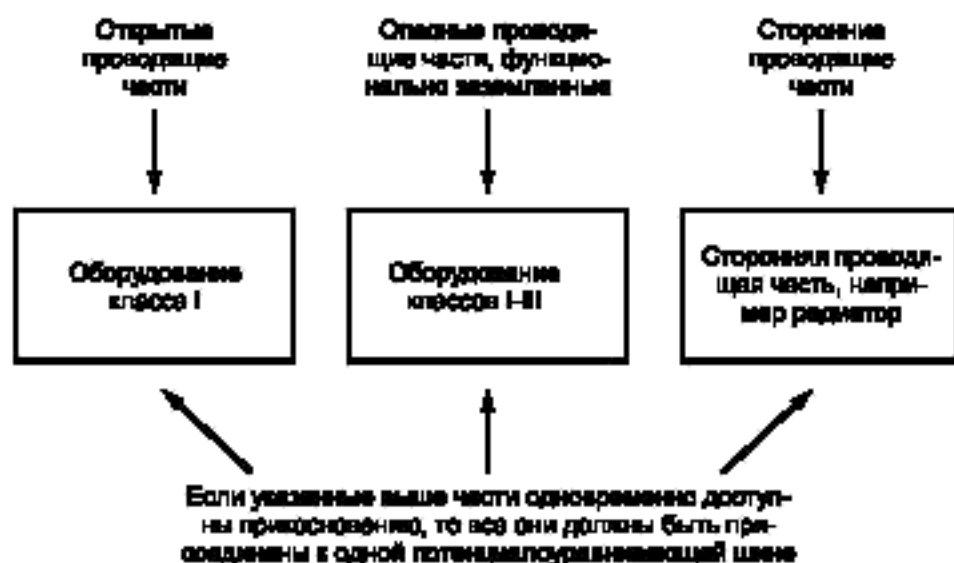 Открытые
проводящие
части
Опасные проводя-
щие части, функцио-
нально заземленные
Сторонние
проводящие
части
Оборудование
класса I
Оборудование
классов I-III
Сторонняя проводя-
щая часть, напри-
мер радиатор
Если указанные выше части одновременно доступ-
ны прикосновению, то все они должны быть при-
соединены к одной потенциалоуравнивающей шине